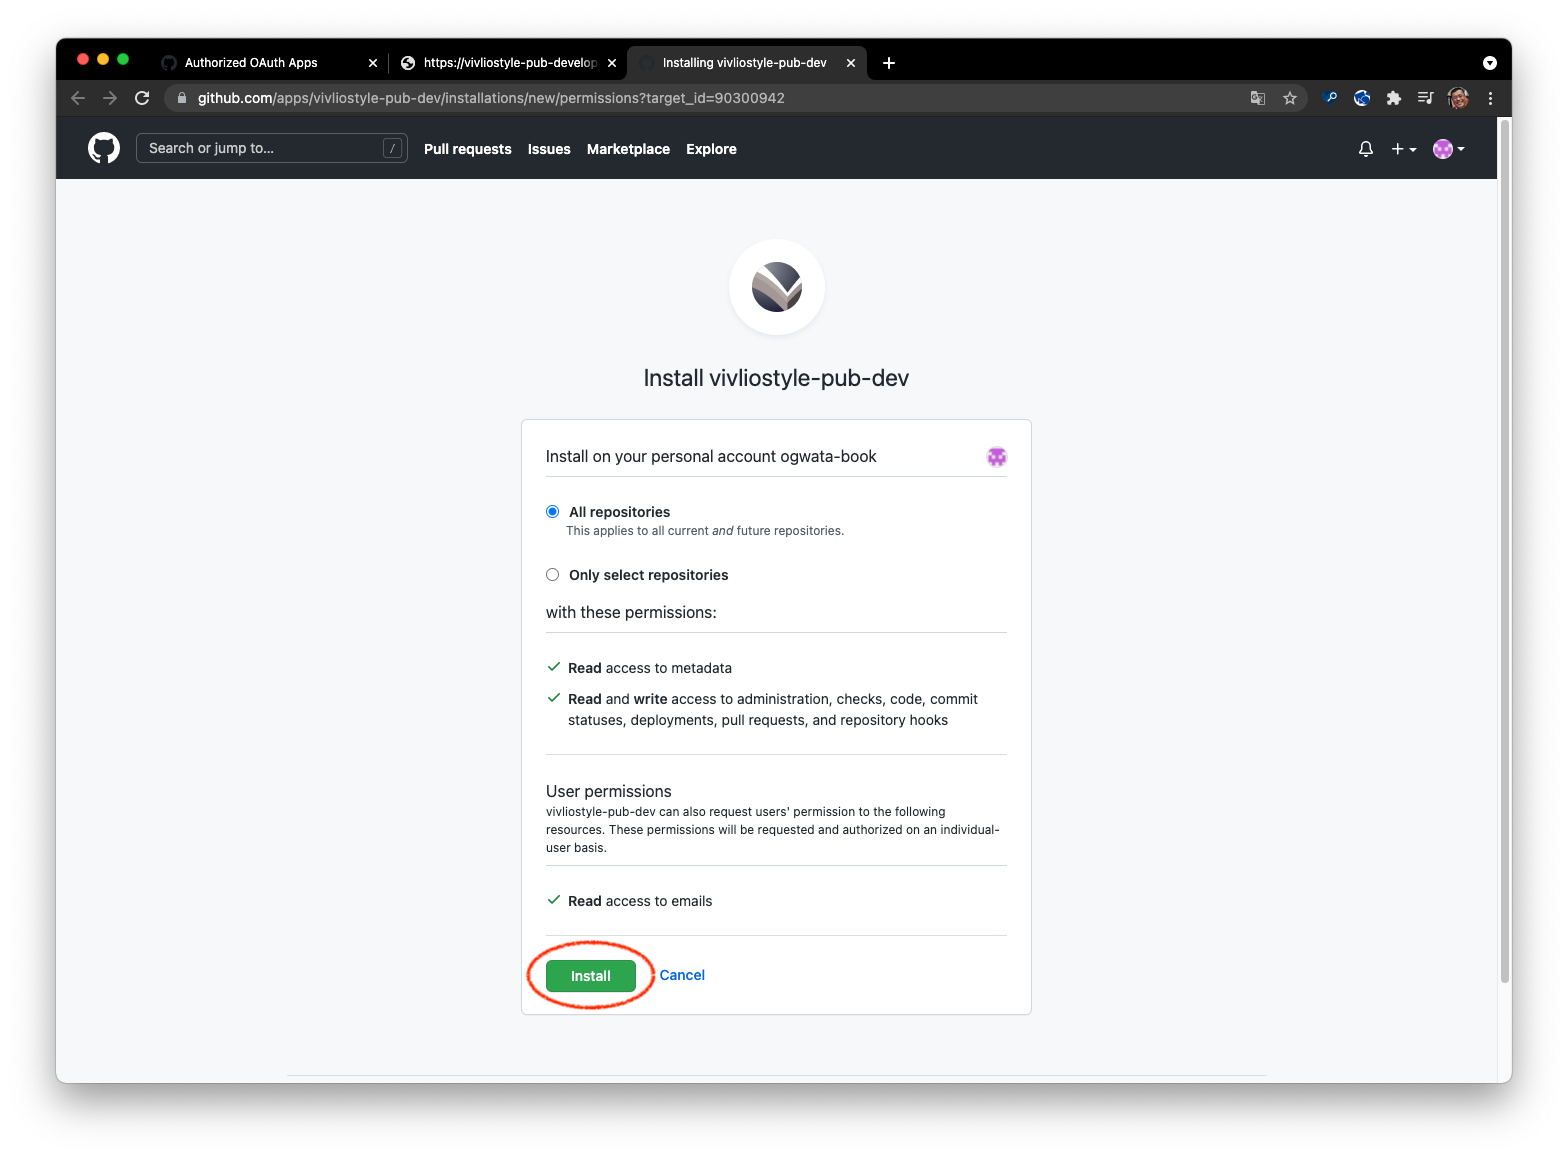 Authorized OAuth Apps
https://vivliostyle-pub-develop
Installing vivliostyle-pub-dev
github.com/apps/vivliostyle-pub-dev/installations/new/permissions?target_id=90300942
Search or jump to...
/
Pull requests
Issues
Marketplace
Explore
Install vivliostyle-pub-dev
Install on your personal account ogwata-book
All repositories
This applies to all current and future repositories.
Only select repositories
with these permissions:
Read access to metadata
Read and write access to administration, checks, code, commit
statuses, deployments, pull requests, and repository hooks
User permissions
vivliostyle-pub-dev can also request users' permission to the following
resources. These permissions will be requested and authorized on an individual-
user basis.
Read access to emails
Install
Cancel